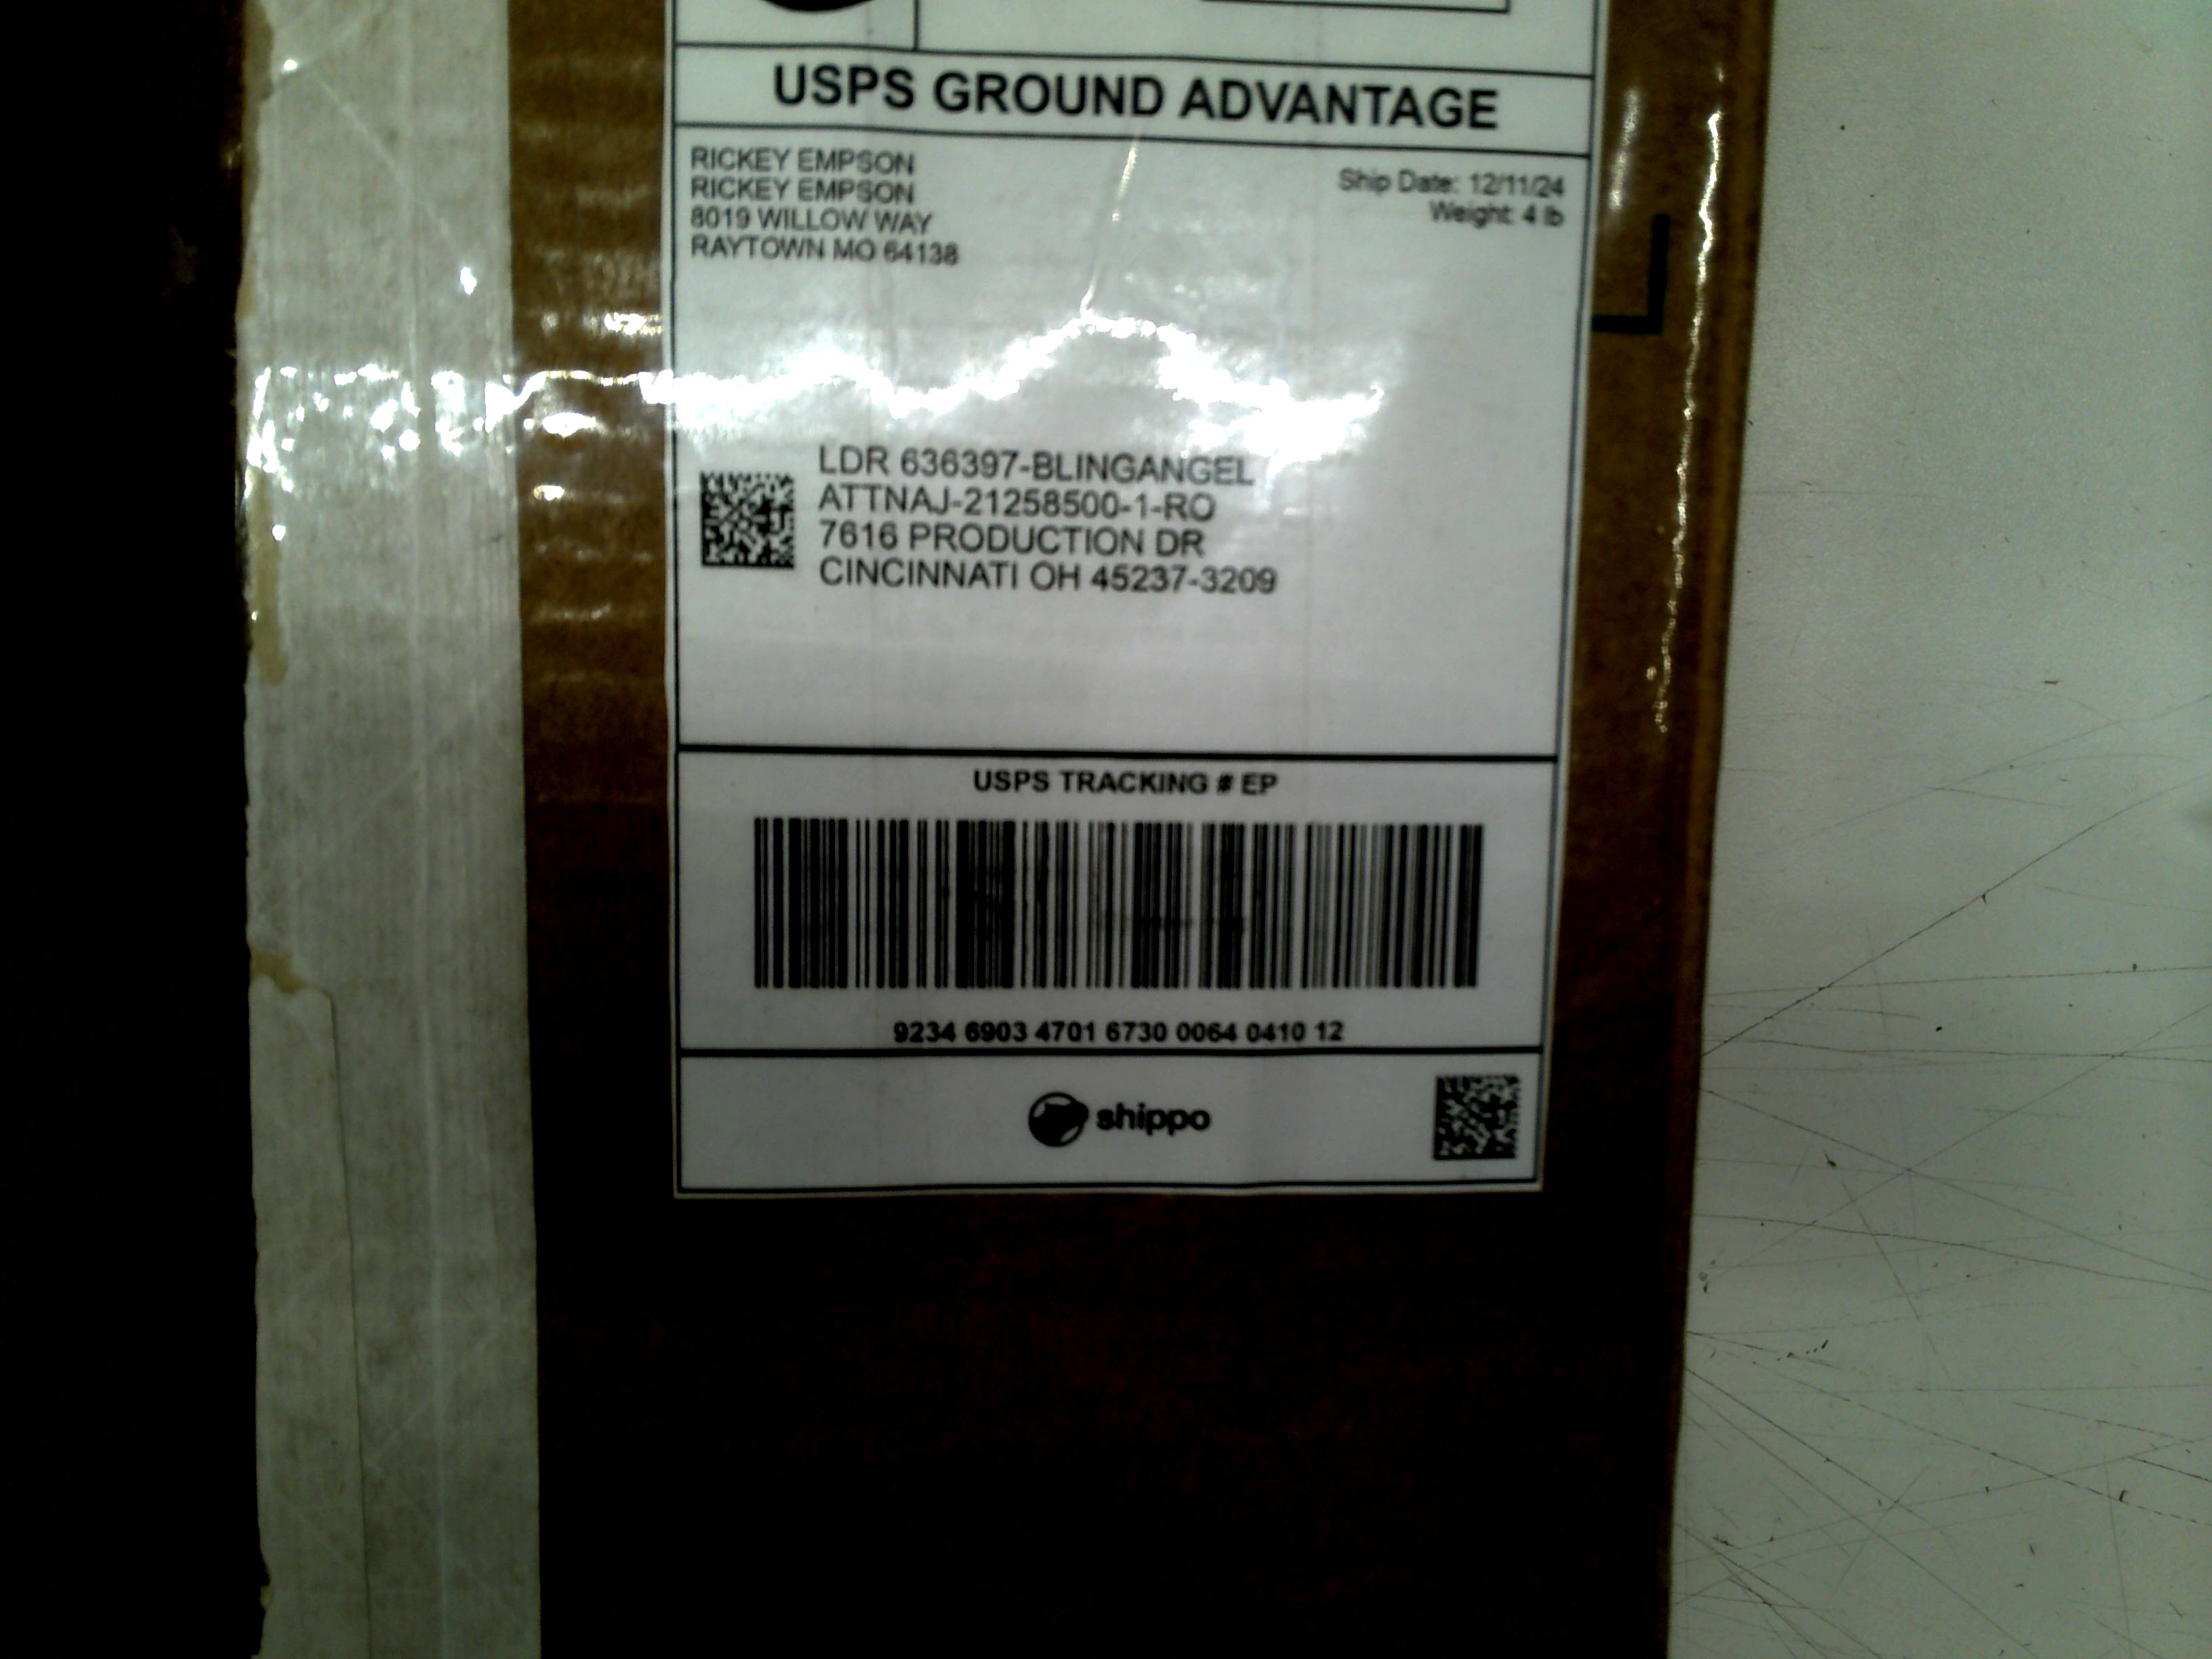 USPS GROUND ADVANTAGE
RICKEY EMPSON
RICKEY EMPSON
8019 WILLOW WAY
RAYTOWN MO 64138
Ship Date: 12/11/24
Weight: 4 lb
LDR 636397-BLINGANGEL
ATTNAJ-21258500-1-RO
7616 PRODUCTION DR
CINCINNATI OH 45237-3209
USPS TRACKING # EP
9234 6903 4701 6730 0064 0410 12
shippo